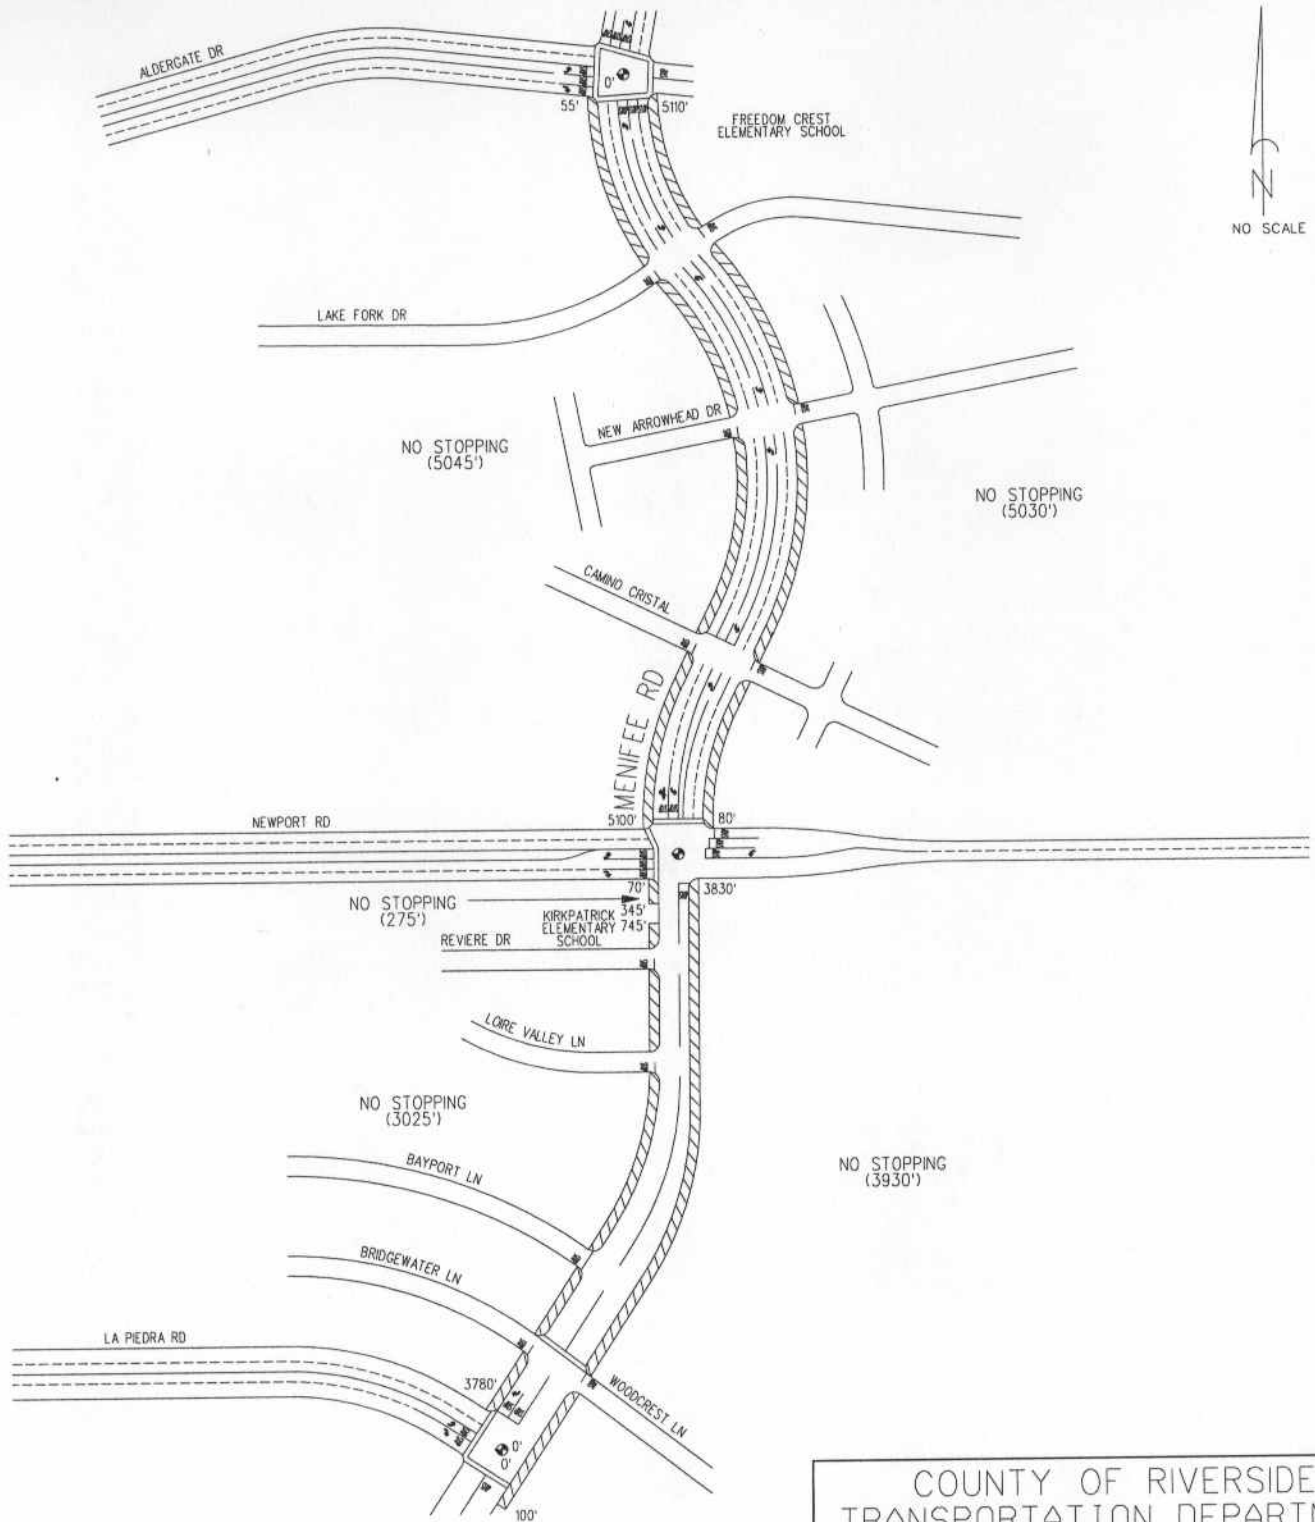 ALDERGATE DR
0'
55'
5110'
FREEDOM CREST
ELEMENTARY SCHOOL
N
NO SCALE
LAKE FORK DR
NEW ARROWHEAD DR
NO STOPPING
(5045')
NO STOPPING
(5030')
CAMINO CRISTAL
MENIFEE RD
NEWPORT RD
5100'
80'
70'
3830'
NO STOPPING
(275')
345'
KIRKPATRICK
ELEMENTARY 745'
SCHOOL
REVIERE DR
LOIRE VALLEY LN
NO STOPPING
(3025')
NO STOPPING
(3930')
BAYPORT LN
BRIDGEWATER LN
LA PIEDRA RD
3780'
WOODCREST LN
0'
0'
100'
COUNTY OF RIVERSIDE
TRANSPORTATION DEPARTM